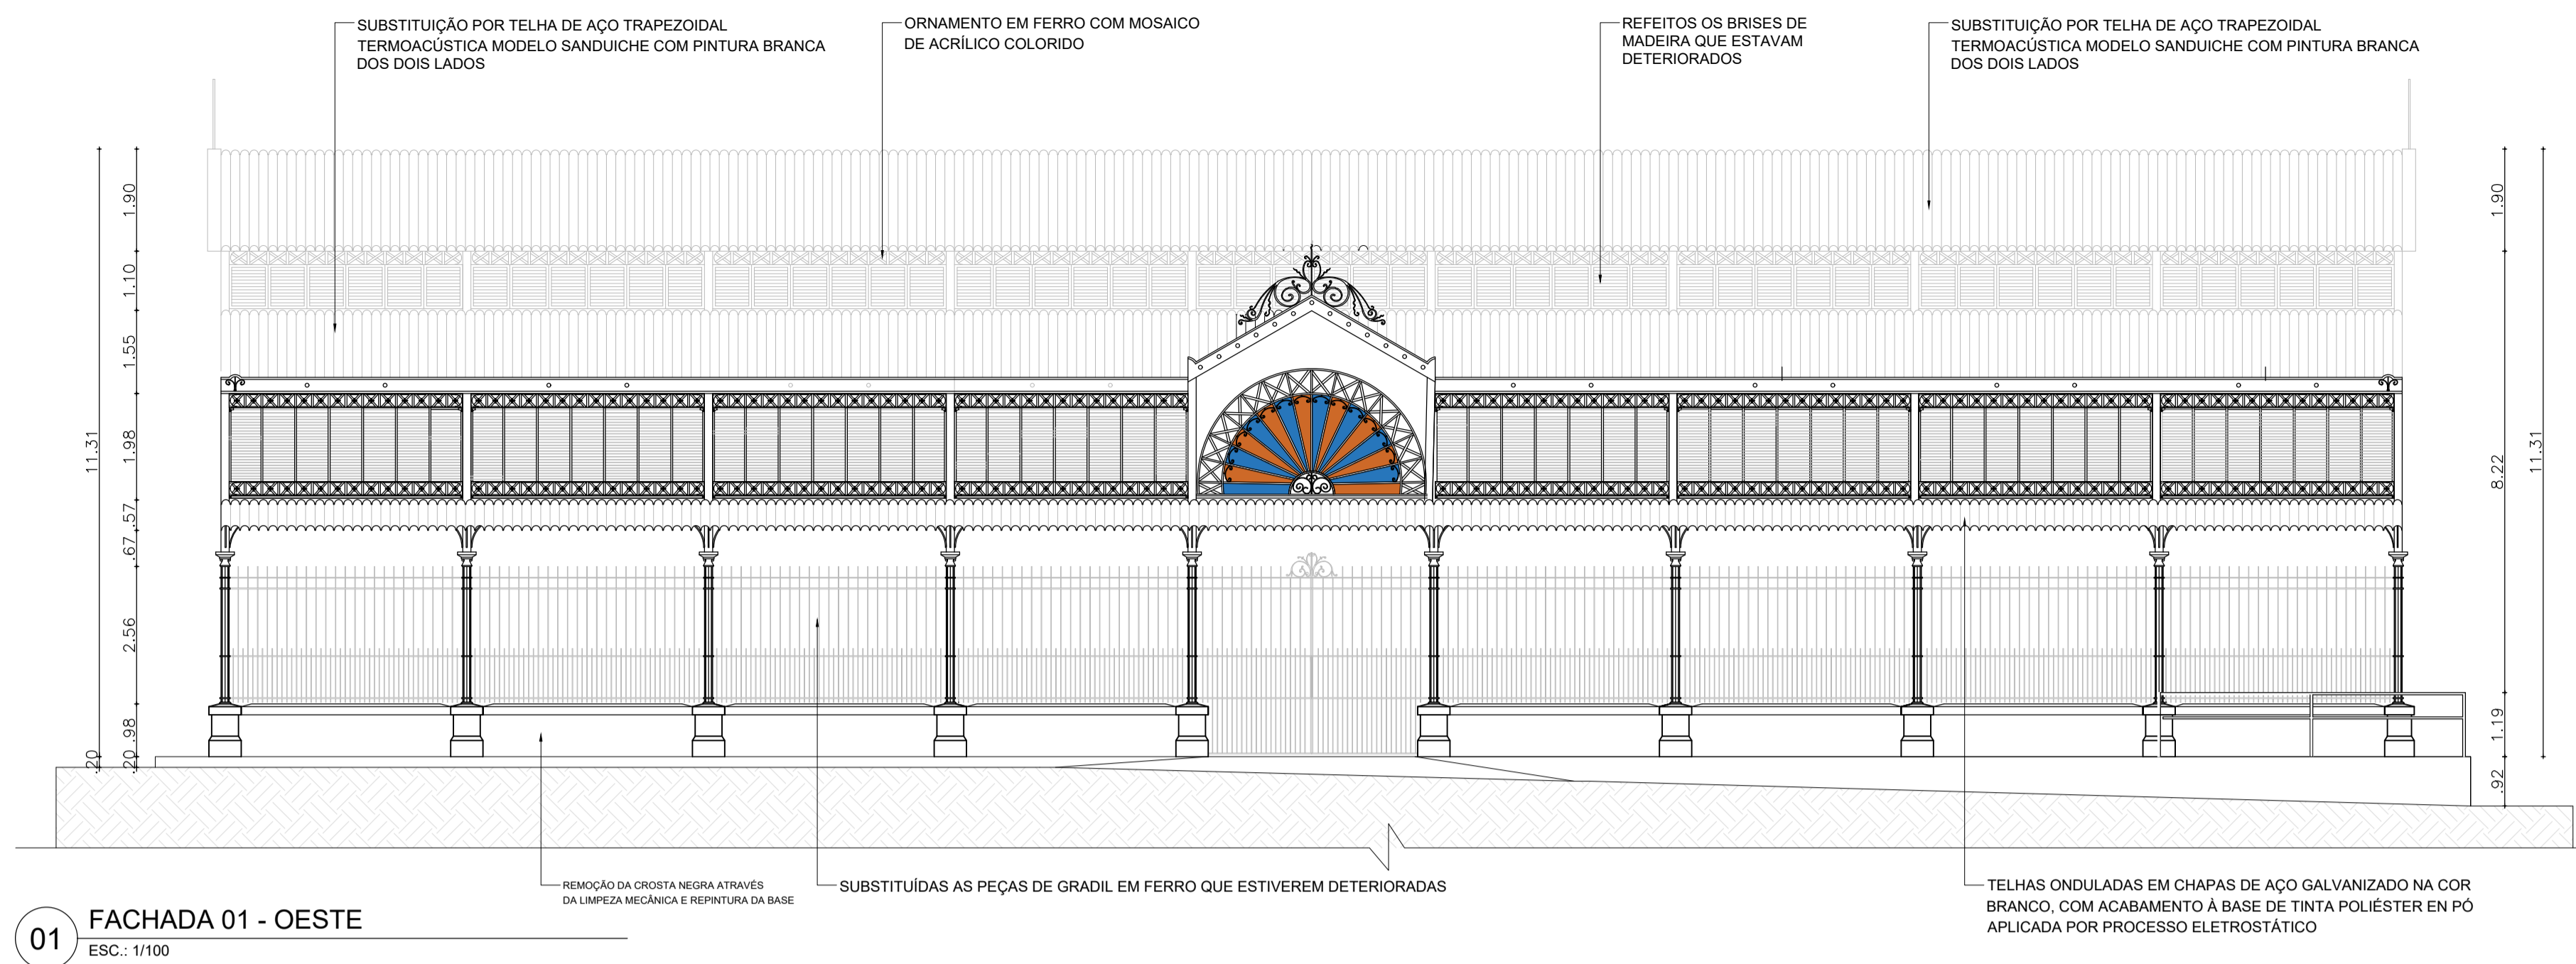 SUBSTITUIÇÃO POR TELHA DE AÇO TRAPEZOIDAL
TERMOACÚSTICA MODELO SANDUICHE COM PINTURA BRANCA
DOS DOIS LADOS
ORNAMENTO EM FERRO COM MOSAICO
DE ACRÍLICO COLORIDO
REFEITOS OS BRISES DE
MADEIRA QUE ESTAVAM
DETERIORADOS
SUBSTITUIÇÃO POR TELHA DE AÇO TRAPEZOIDAL
TERMOACÚSTICA MODELO SANDUICHE COM PINTURA BRANCA
DOS DOIS LADOS
11.31
.20
1.90
1.10
1.55
1.98
.57
.67
2.56
.98
.20
1.90
8.22
1.19
.92
11.31
REMOÇÃO DA CROSTA NEGRA ATRAVÉS
DA LIMPEZA MECÂNICA E REPINTURA DA BASE
SUBSTITUÍDAS AS PEÇAS DE GRADIL EM FERRO QUE ESTIVEREM DETERIORADAS
TELHAS ONDULADAS EM CHAPAS DE AÇO GALVANIZADO NA COR
BRANCO, COM ACABAMENTO À BASE DE TINTA POLIÉSTER EN PÓ
APLICADA POR PROCESSO ELETROSTÁTICO
01
FACHADA 01 - OESTE
ESC.: 1/100